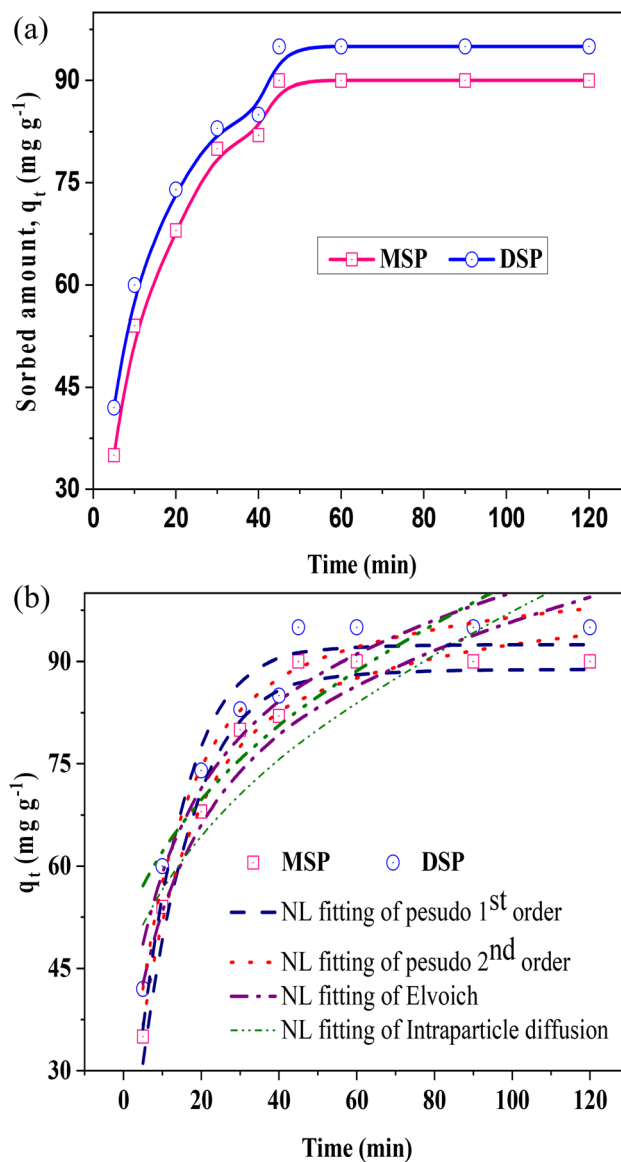 (a)
90
75
60
45
30
Sorbed amount, qt (mg g-1)
MSP DSP
0 20 40 60 80 100 120
Time (min)
(b)
90
75
60
45
30
qt (mg g-1)
MSP DSP
NL fitting of pesudo 1st order
NL fitting of pesudo 2nd order
NL fitting of Elvoich
NL fitting of Intraparticle diffusion
0 20 40 60 80 100 120
Time (min)